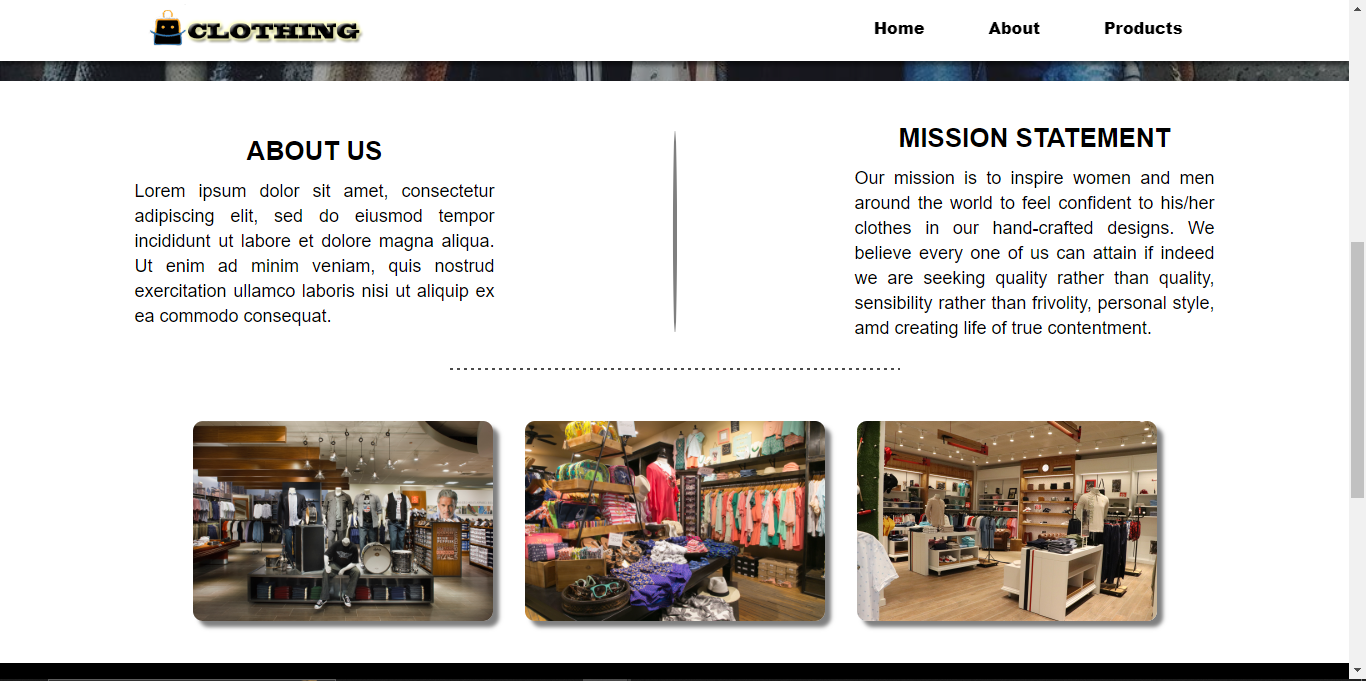 CLOTHING
Home
About
Products
ABOUT US
Lorem ipsum dolor sit amet, consectetur
adipiscing elit, sed do eiusmod tempor
incididunt ut labore et dolore magna aliqua.
Ut enim ad minim veniam, quis nostrud
exercitation ullamco laboris nisi ut aliquip ex
ea commodo consequat.
MISSION STATEMENT
Our mission is to inspire women and men
around the world to feel confident to his/her
clothes in our hand-crafted designs. We
believe every one of us can attain if indeed
we are seeking quality rather than quality,
sensibility rather than frivolity, personal style,
amd creating life of true contentment.